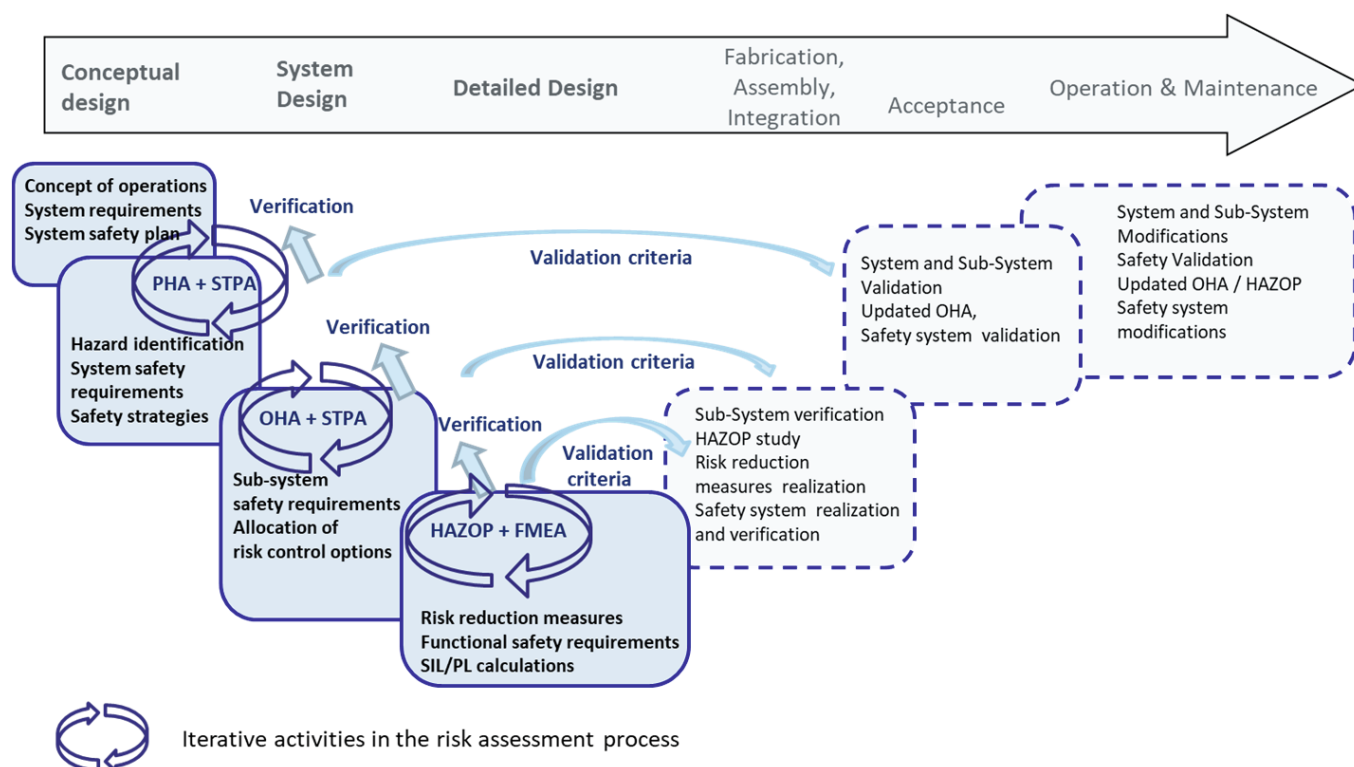 Conceptual
design
System
Design
Detailed Design
Fabrication,
Assembly,
Integration
Acceptance
Operation & Maintenance
Concept of operations
System requirements
System safety plan
PHA + STPA
Hazard identification
System safety
requirements
Safety strategies
Verification
OHA + STPA
Sub-system
safety requirements
Allocation of
risk control options
Verification
HAZOP + FMEA
Risk reduction measures
Functional safety requirements
SIL/PL calculations
Verification
Validation criteria
Validation criteria
Validation
criteria
Sub-System verification
HAZOP study
Risk reduction
measures realization
Safety system realization
and verification
System and Sub-System
Validation
Updated OHA,
Safety system validation
System and Sub-System
Modifications
Safety Validation
Updated OHA / HAZOP
Safety system
modifications
Iterative activities in the risk assessment process